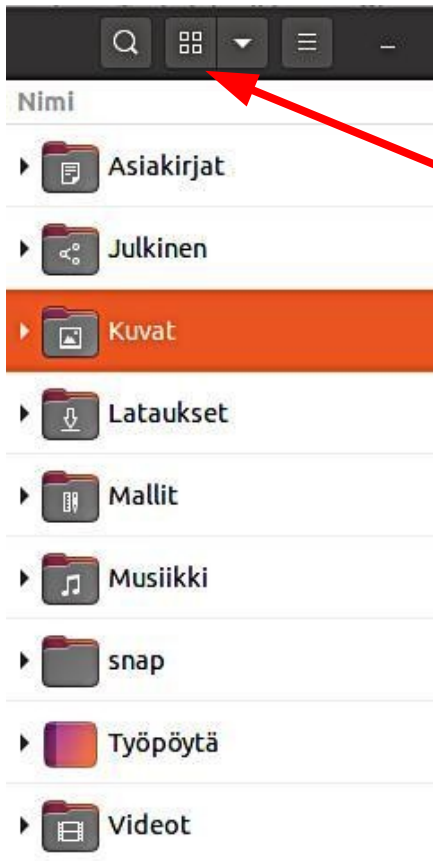 Nimi
Asiakirjat
Julkinen
Kuvat
Lataukset
Mallit
Musiikki
snap
Työpöytä
Videot